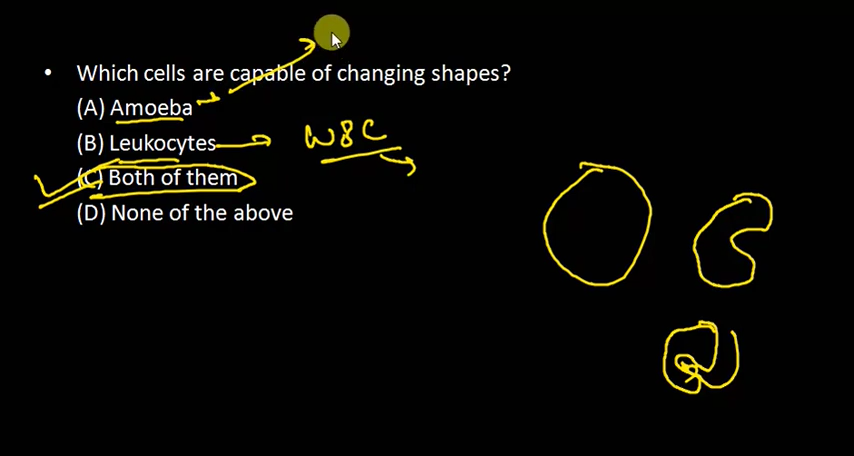 • Which cells are capable of changing shapes?
(A) Amoeba
(B) Leukocytes WBC
(C) Both of them
(D) None of the above